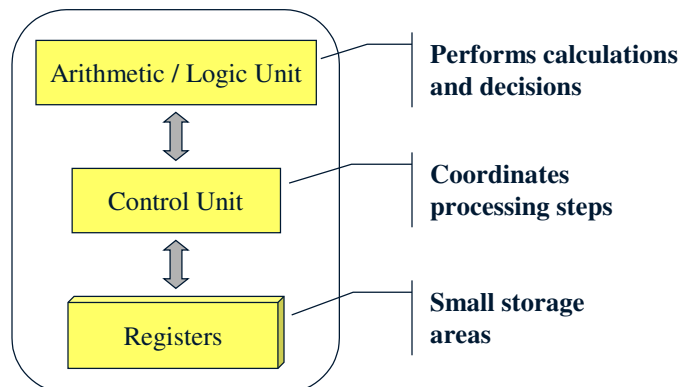 Arithmetic / Logic Unit
Performs calculations
and decisions
Control Unit
Coordinates
processing steps
Registers
Small storage
areas